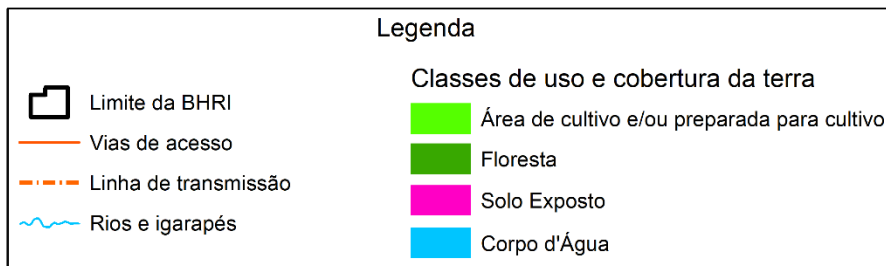 Legenda
Limite da BHRI
Vias de acesso
Linha de transmissão
Rios e igarapés
Classes de uso e cobertura da terra
Área de cultivo e/ou preparada para cultivo
Floresta
Solo Exposto
Corpo d'Água